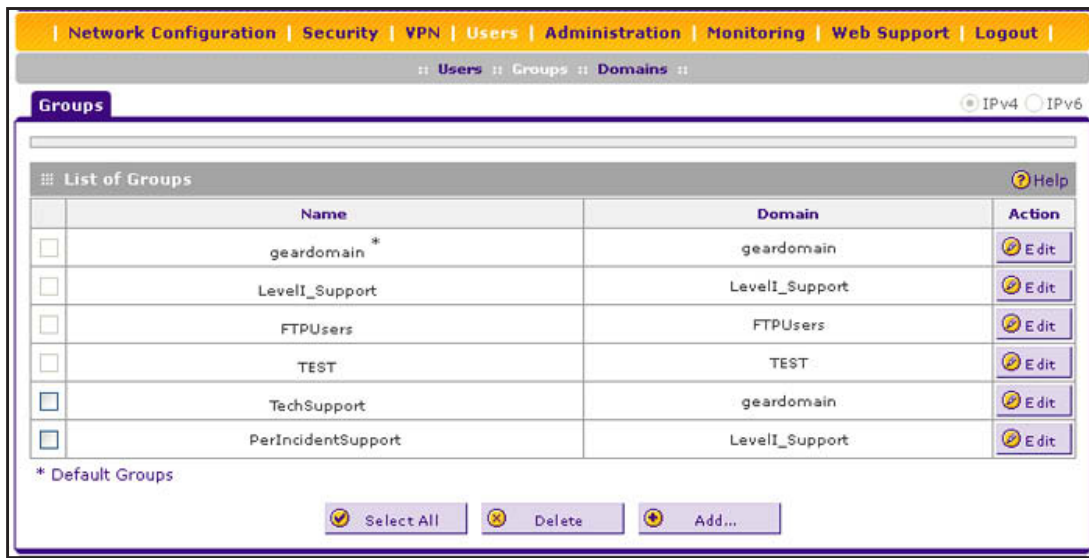 | Network Configuration | Security | VPN | Users | Administration | Monitoring | Web Support | Logout |
:: Users :: Groups :: Domains ::
Groups IPv4 IPv6
List of Groups ? Help
Name Domain Action
geardomain * geardomain Edit
LevelI_Support LevelI_Support Edit
FTPUsers FTPUsers Edit
TEST TEST Edit
TechSupport geardomain Edit
PerIncidentSupport LevelI_Support Edit
* Default Groups
Select All Delete Add...